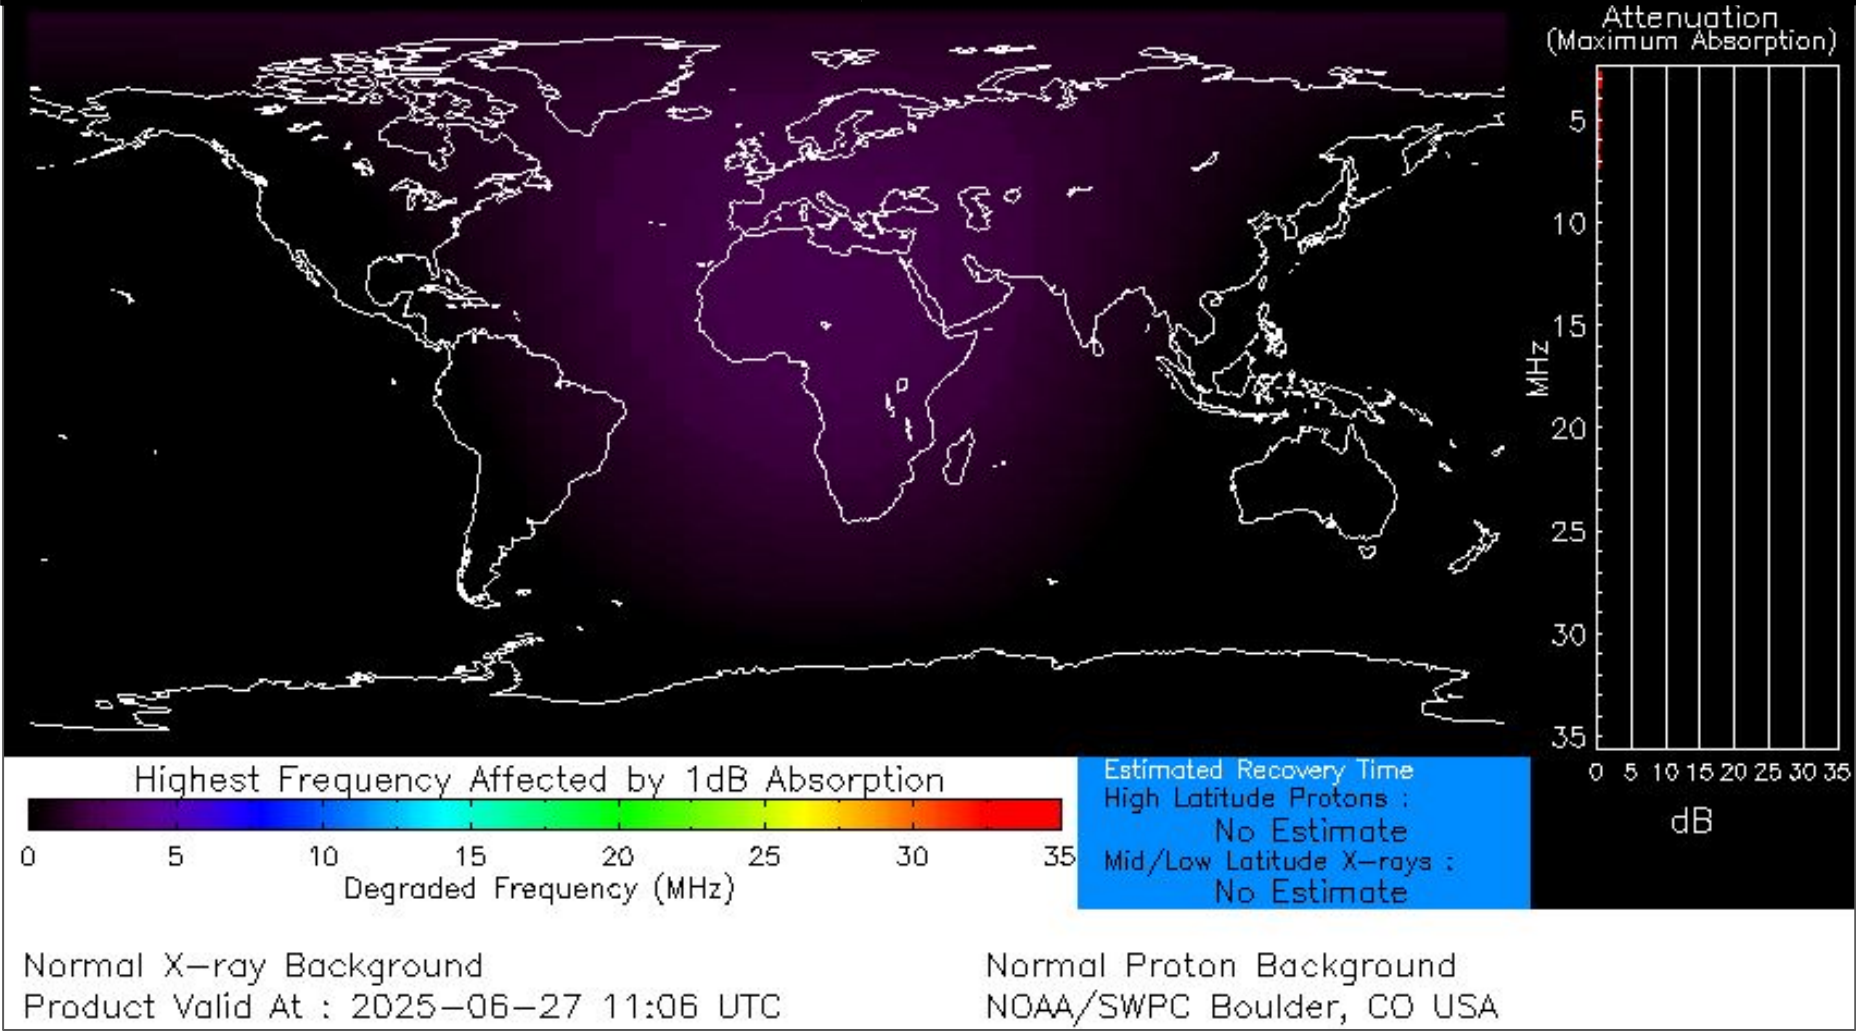 Attenuation
(Maximum Absorption)
5
10
15
20
25
30
35
MHz
0 5 10 15 20 25 30 35
dB
Highest Frequency Affected by 1dB Absorption
0 5 10 15 20 25 30 35
Degraded Frequency (MHz)
Estimated Recovery Time
High Latitude Protons :
No Estimate
Mid/Low Latitude X-rays :
No Estimate
Normal X-ray Background
Product Valid At : 2025-06-27 11:06 UTC
Normal Proton Background
NOAA/SWPC Boulder, CO USA